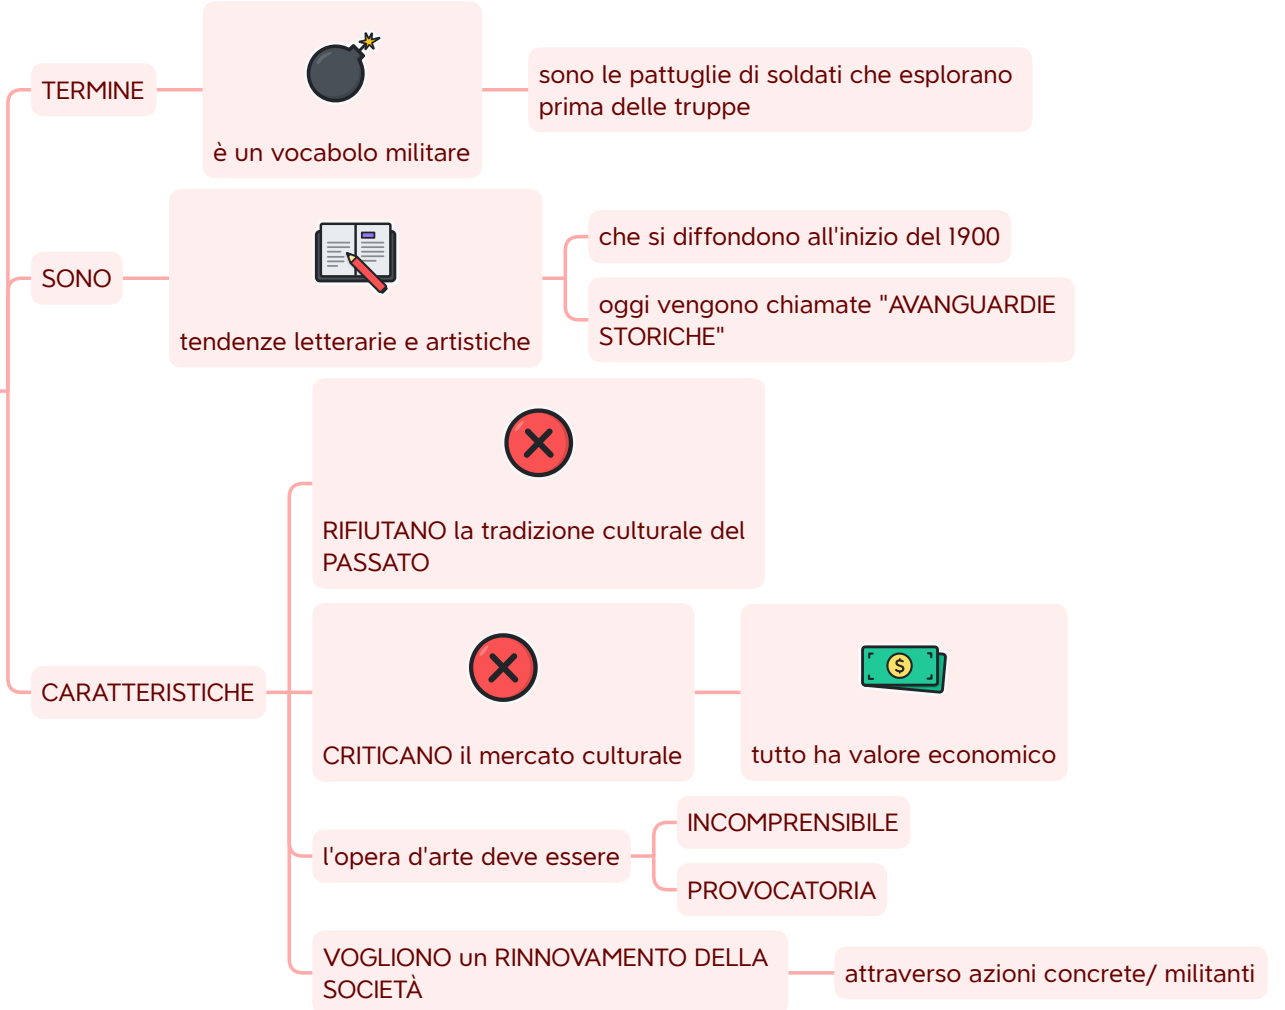 TERMINE
è un vocabolo militare
sono le pattuglie di soldati che esplorano
prima delle truppe
SONO
tendenze letterarie e artistiche
che si diffondono all'inizio del 1900
oggi vengono chiamate "AVANGUARDIE
STORICHE"
CARATTERISTICHE
RIFIUTANO la tradizione culturale del
PASSATO
CRITICANO il mercato culturale
$
tutto ha valore economico
l'opera d'arte deve essere
INCOMPRENSIBILE
PROVOCATORIA
VOGLIONO un RINNOVAMENTO DELLA
SOCIETÀ
attraverso azioni concrete/ militanti